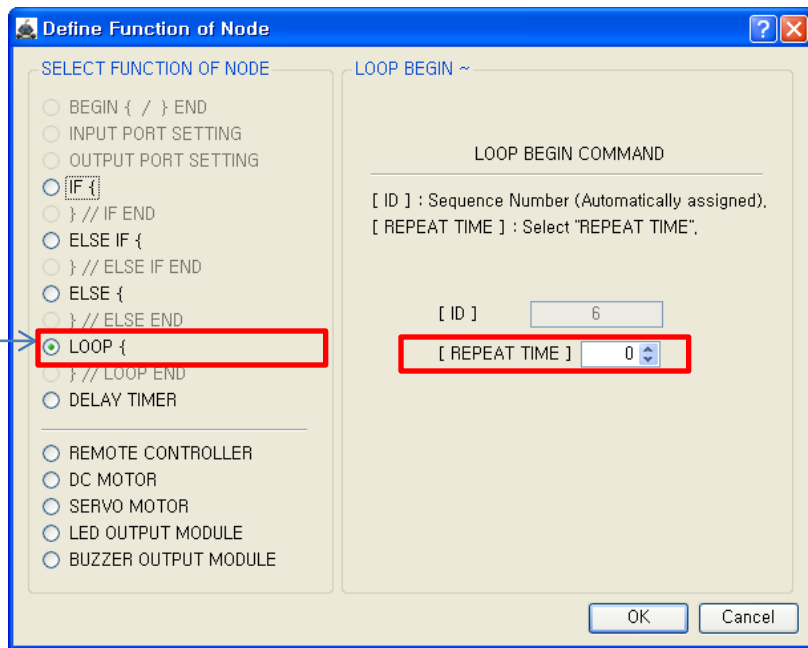 Define Function of Node
SELECT FUNCTION OF NODE
BEGIN { / } END
INPUT PORT SETTING
OUTPUT PORT SETTING
IF {
} // IF END
ELSE IF {
} // ELSE IF END
ELSE {
} // ELSE END
LOOP {
} // LOOP END
DELAY TIMER
REMOTE CONTROLLER
DC MOTOR
SERVO MOTOR
LED OUTPUT MODULE
BUZZER OUTPUT MODULE
LOOP BEGIN ~
LOOP BEGIN COMMAND
[ ID ] : Sequence Number (Automatically assigned),
[ REPEAT TIME ] : Select "REPEAT TIME",
[ ID ] 6
[ REPEAT TIME ] 0
OK Cancel